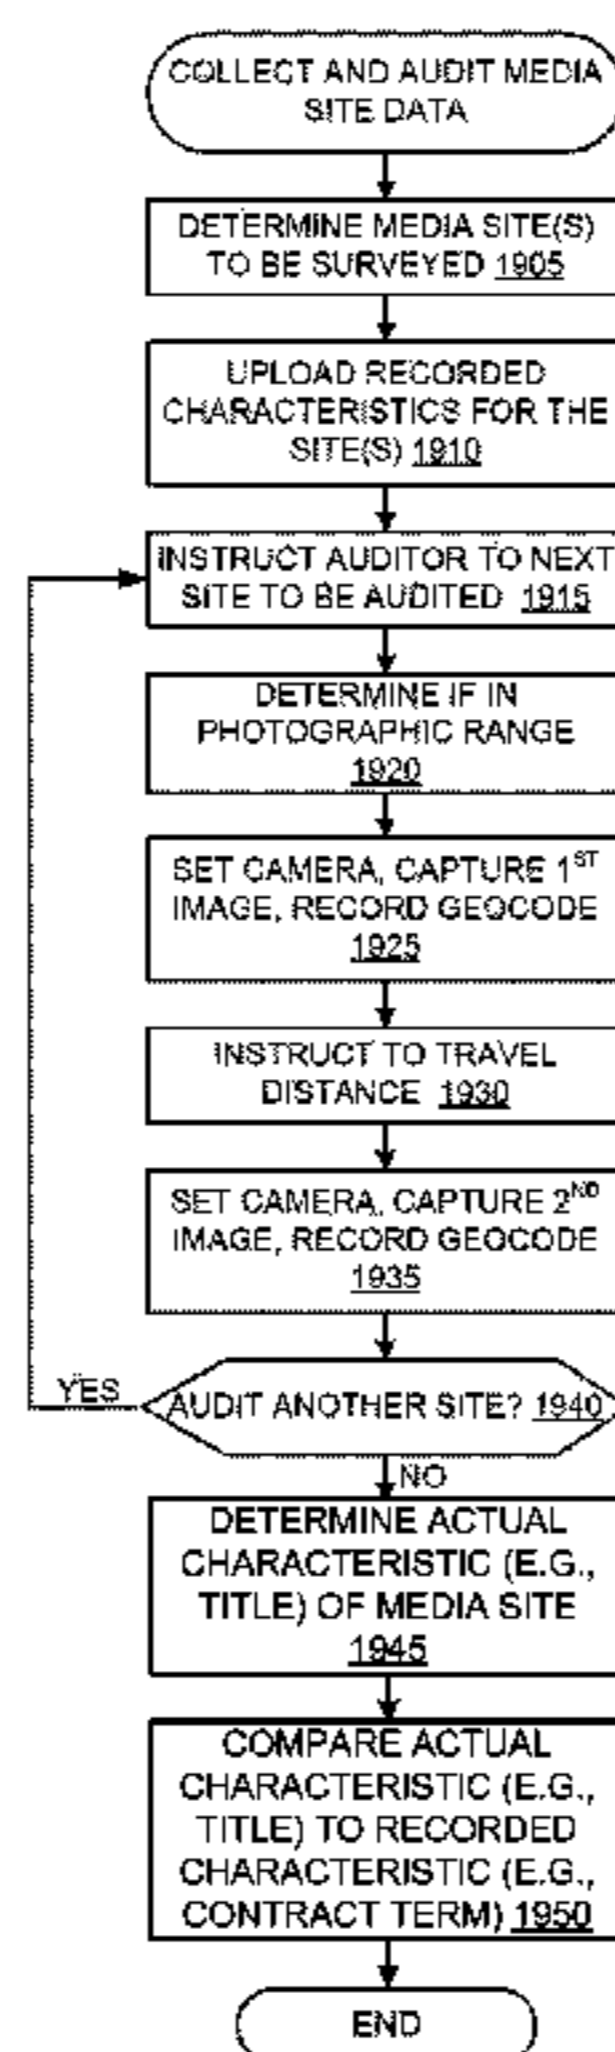 COLLECT AND AUDIT MEDIA
SITE DATA
DETERMINE MEDIA SITE(S)
TO BE SURVEYED 1905
UPLOAD RECORDED
CHARACTERISTICS FOR THE
SITE(S) 1910
INSTRUCT AUDITOR TO NEXT
SITE TO BE AUDITED 1915
DETERMINE IF IN
PHOTOGRAPHIC RANGE
1920
SET CAMERA, CAPTURE 1ST
IMAGE, RECORD GEOCODE
1925
INSTRUCT TO TRAVEL
DISTANCE 1930
SET CAMERA, CAPTURE 2ND
IMAGE, RECORD GEOCODE
1935
YES
AUDIT ANOTHER SITE? 1940
NO
DETERMINE ACTUAL
CHARACTERISTIC (E.G.,
TITLE) OF MEDIA SITE
1945
COMPARE ACTUAL
CHARACTERISTIC (E.G.,
TITLE) TO RECORDED
CHARACTERISTIC (E.G.,
CONTRACT TERM) 1950
END